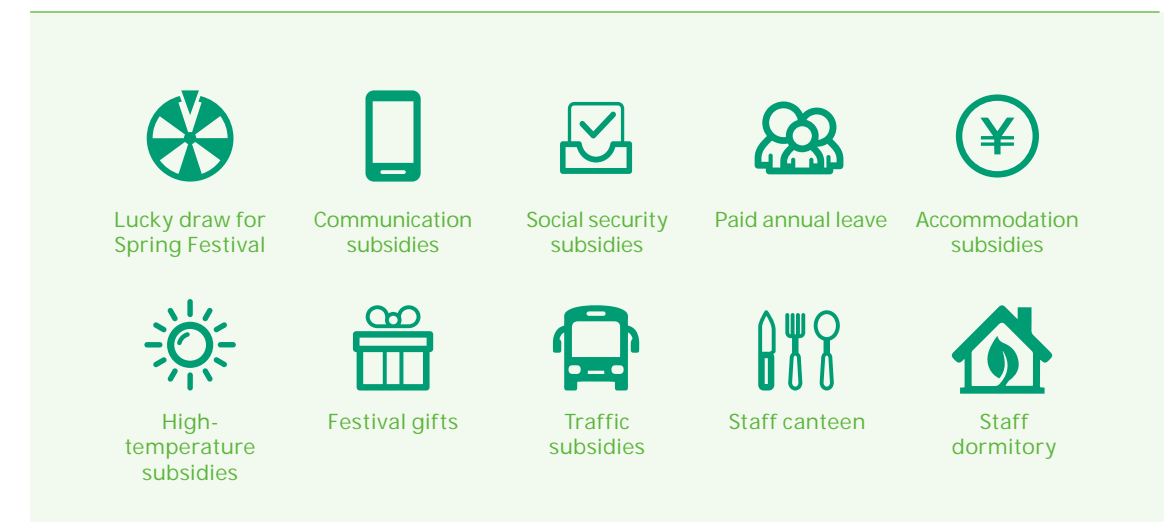 Lucky draw for
Spring Festival
Communication
subsidies
Social security
subsidies
Paid annual leave
Accommodation
subsidies
High-
temperature
subsidies
Festival gifts
Traffic
subsidies
Staff canteen
Staff
dormitory